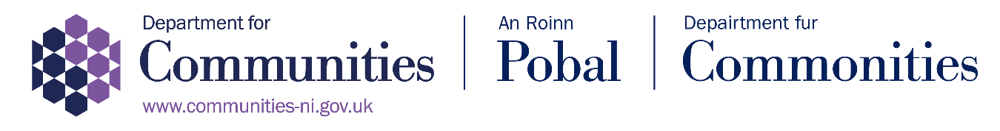 Department for
Communities
www.communities-ni.gov.uk
An Roinn
Pobal
Depairtment fur
Commonities